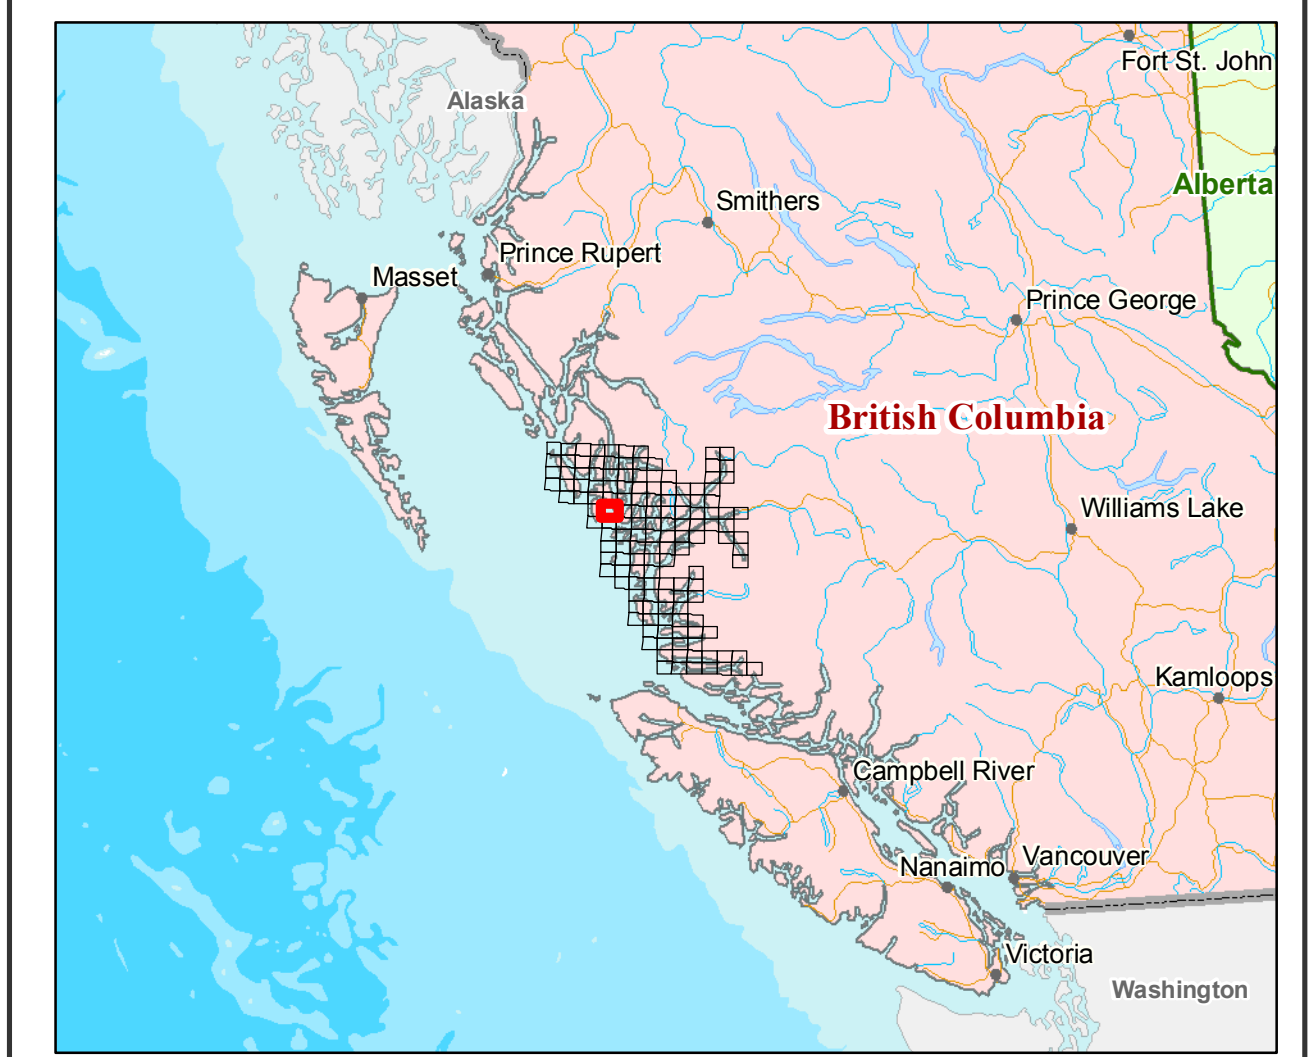 Fort St. John
Alaska
Alberta
Smithers
Prince Rupert
Masset
Prince George
British Columbia
Williams Lake
Kamloops
Campbell River
Vancouver
Nanaimo
Victoria
Washington